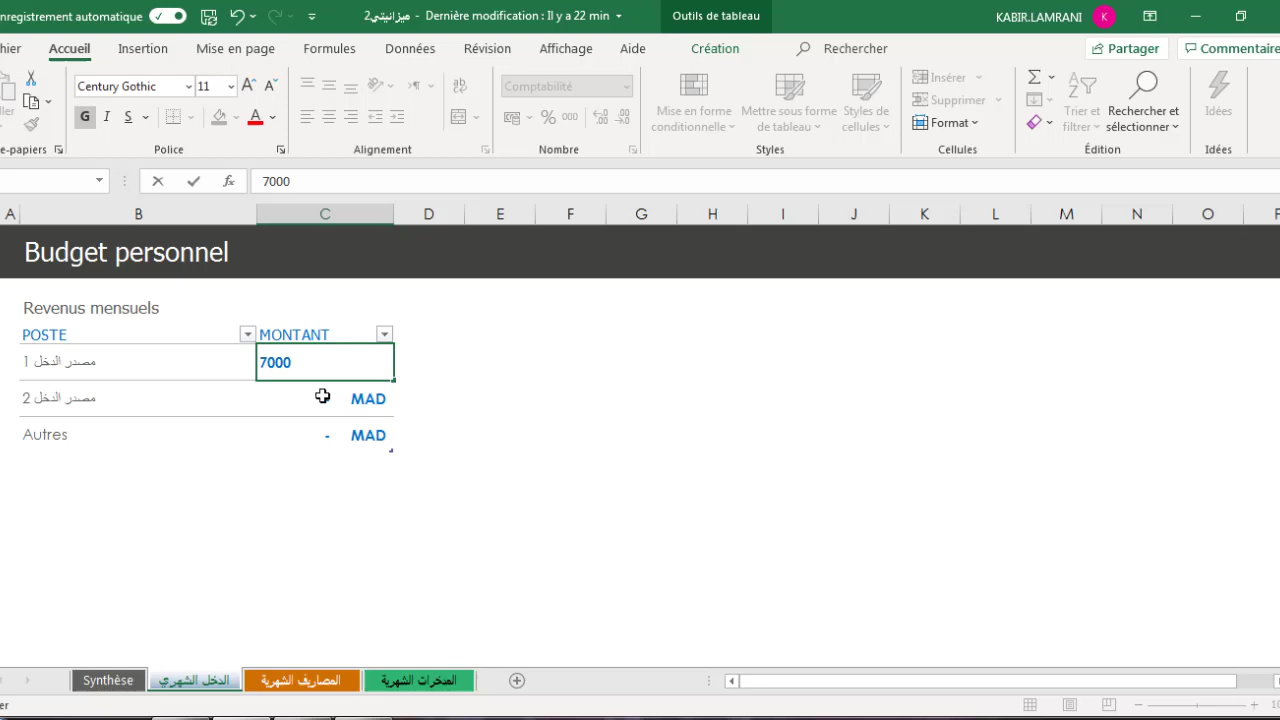 enregistrement automatique
ميزانيتي2 - Dernière modification : Il y a 22 min
Outils de tableau
KABIR.LAMRANI K
hier Accueil Insertion Mise en page Formules Données Révision Affichage Aide Création Rechercher Partager Commentaire
Century Gothic 11
Comptabilité
Insérer
Supprimer
Format
Mise en forme conditionnelle
Mettre sous forme de tableau
Styles de cellules
Trier et filtrer
Rechercher et sélectionner
Idées
G I S
% 000
e-papiers Police Alignement Nombre Styles Cellules Édition Idées
7000
A B C D E F G H I J K L M N O P
Budget personnel
Revenus mensuels
POSTE MONTANT
مصدر الدخل 1 7000
مصدر الدخل 2 MAD
Autres - MAD
Synthèse الدخل الشهري المصاريف الشهرية المدخرات الشهرية
er